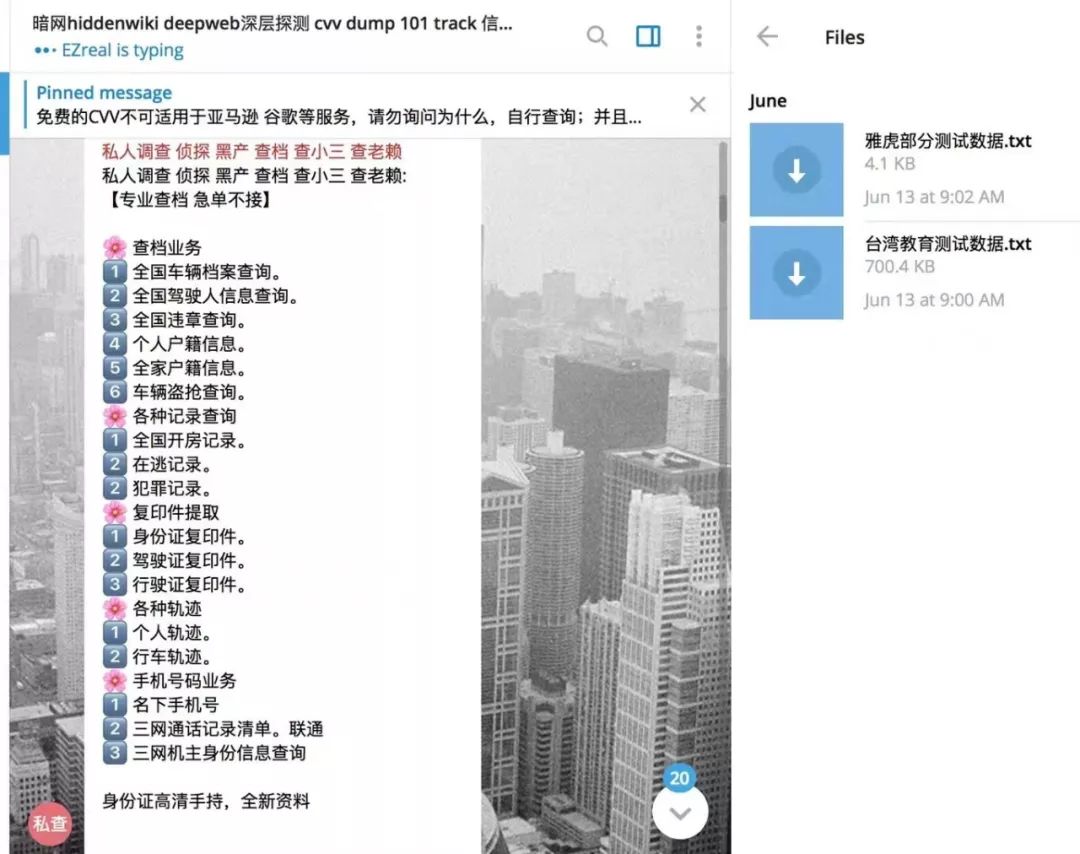 暗网hiddenwiki deepweb深层探测 cvv dump 101 track 信...
EZreal is typing
Pinned message
免费的CVV不可适用于亚马逊 谷歌等服务，请勿询问为什么，自行查询；并且...
私人调查 侦探 黑产 查档 查小三 查老赖
私人调查 侦探 黑产 查档 查小三 查老赖:
【专业查档 急单不接】
🌸 查档业务
1 全国车辆档案查询。
2 全国驾驶人信息查询。
3 全国违章查询。
4 个人户籍信息。
5 全家户籍信息。
6 车辆盗抢查询。
🌸 各种记录查询
1 全国开房记录。
2 在逃记录。
2 犯罪记录。
🌸 复印件提取
1 身份证复印件。
2 驾驶证复印件。
3 行驶证复印件。
🌸 各种轨迹
1 个人轨迹。
2 行车轨迹。
🌸 手机号码业务
1 名下手机号
2 三网通话记录清单。联通
3 三网机主身份信息查询
身份证高清手持，全新资料
私查
20
Files
June
雅虎部分测试数据.txt
4.1 KB
Jun 13 at 9:02 AM
台湾教育测试数据.txt
700.4 KB
Jun 13 at 9:00 AM